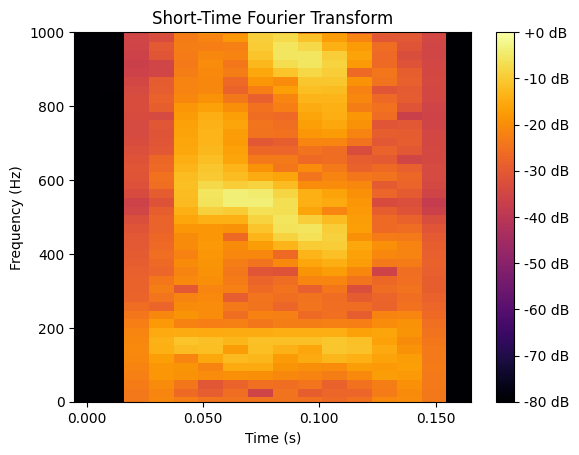 Short-Time Fourier Transform
1000
800
600
400
200
0
Frequency (Hz)
0.000
0.050
0.100
0.150
Time (s)
+0 dB
-10 dB
-20 dB
-30 dB
-40 dB
-50 dB
-60 dB
-70 dB
-80 dB